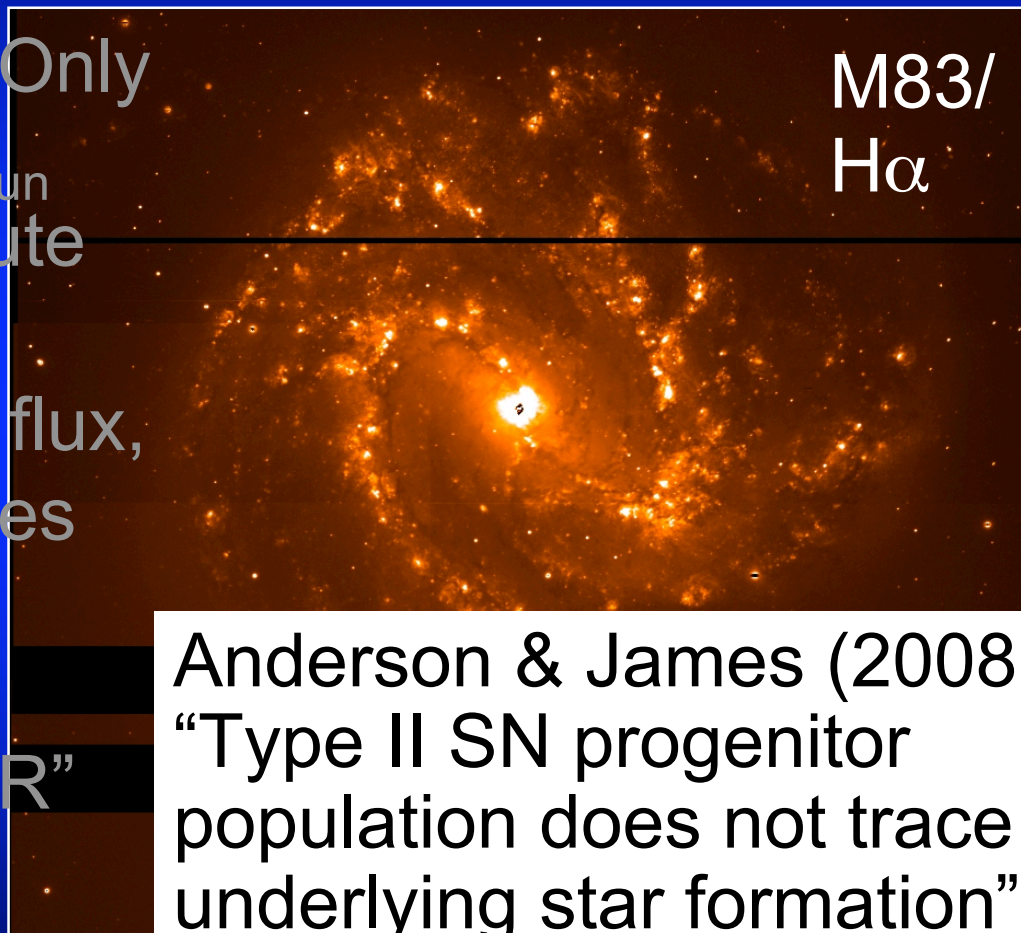 Only
M83/
Hα
ute
flux,
es
R”
Anderson & James (2008
“Type II SN progenitor
population does not trace
underlying star formation”